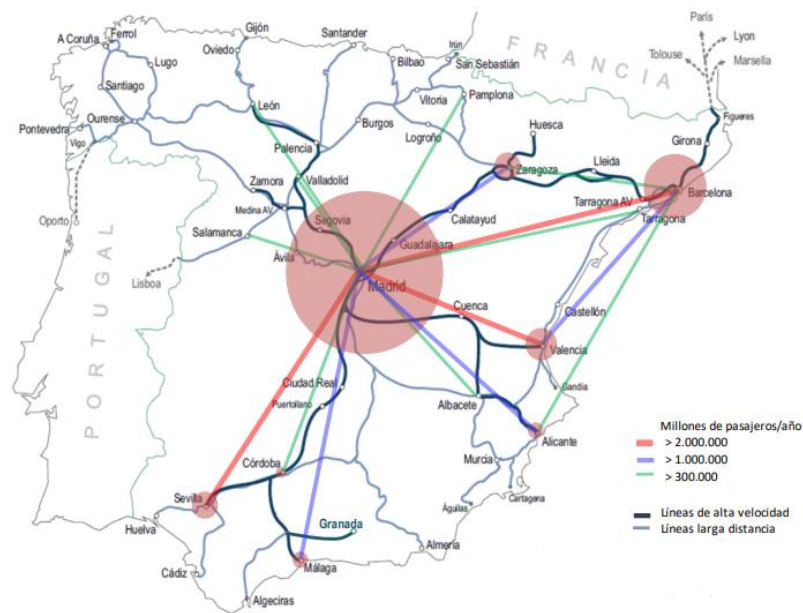 París
Lyon
Tolouse
Marsella
FRANCIA
A Coruña
Ferrol
Gijón
Oviedo
Santander
Bilbao
Irún
San Sebastián
Lugo
Santiago
León
Vitoria
Pamplona
Burgos
Logroño
Huesca
Figueres
Girona
Pontevedra
Ourense
Vigo
Palencia
Zaragoza
Lleida
Barcelona
Zamora
Valladolid
Tarragona AV
Tarragona
Medina AV
Segovia
Calatayud
Oporto
Salamanca
Guadalajara
Ávila
Lisboa
Madrid
PORTUGAL
Cuenca
Castellón
Valencia
Gandia
Ciudad Real
Puertollano
Albacete
Alicante
Córdoba
Murcia
Cartagena
Águilas
Sevilla
Huelva
Granada
Almería
Málaga
Cádiz
Algeciras
Millones de pasajeros/año
> 2.000.000
> 1.000.000
> 300.000
Líneas de alta velocidad
Líneas larga distancia